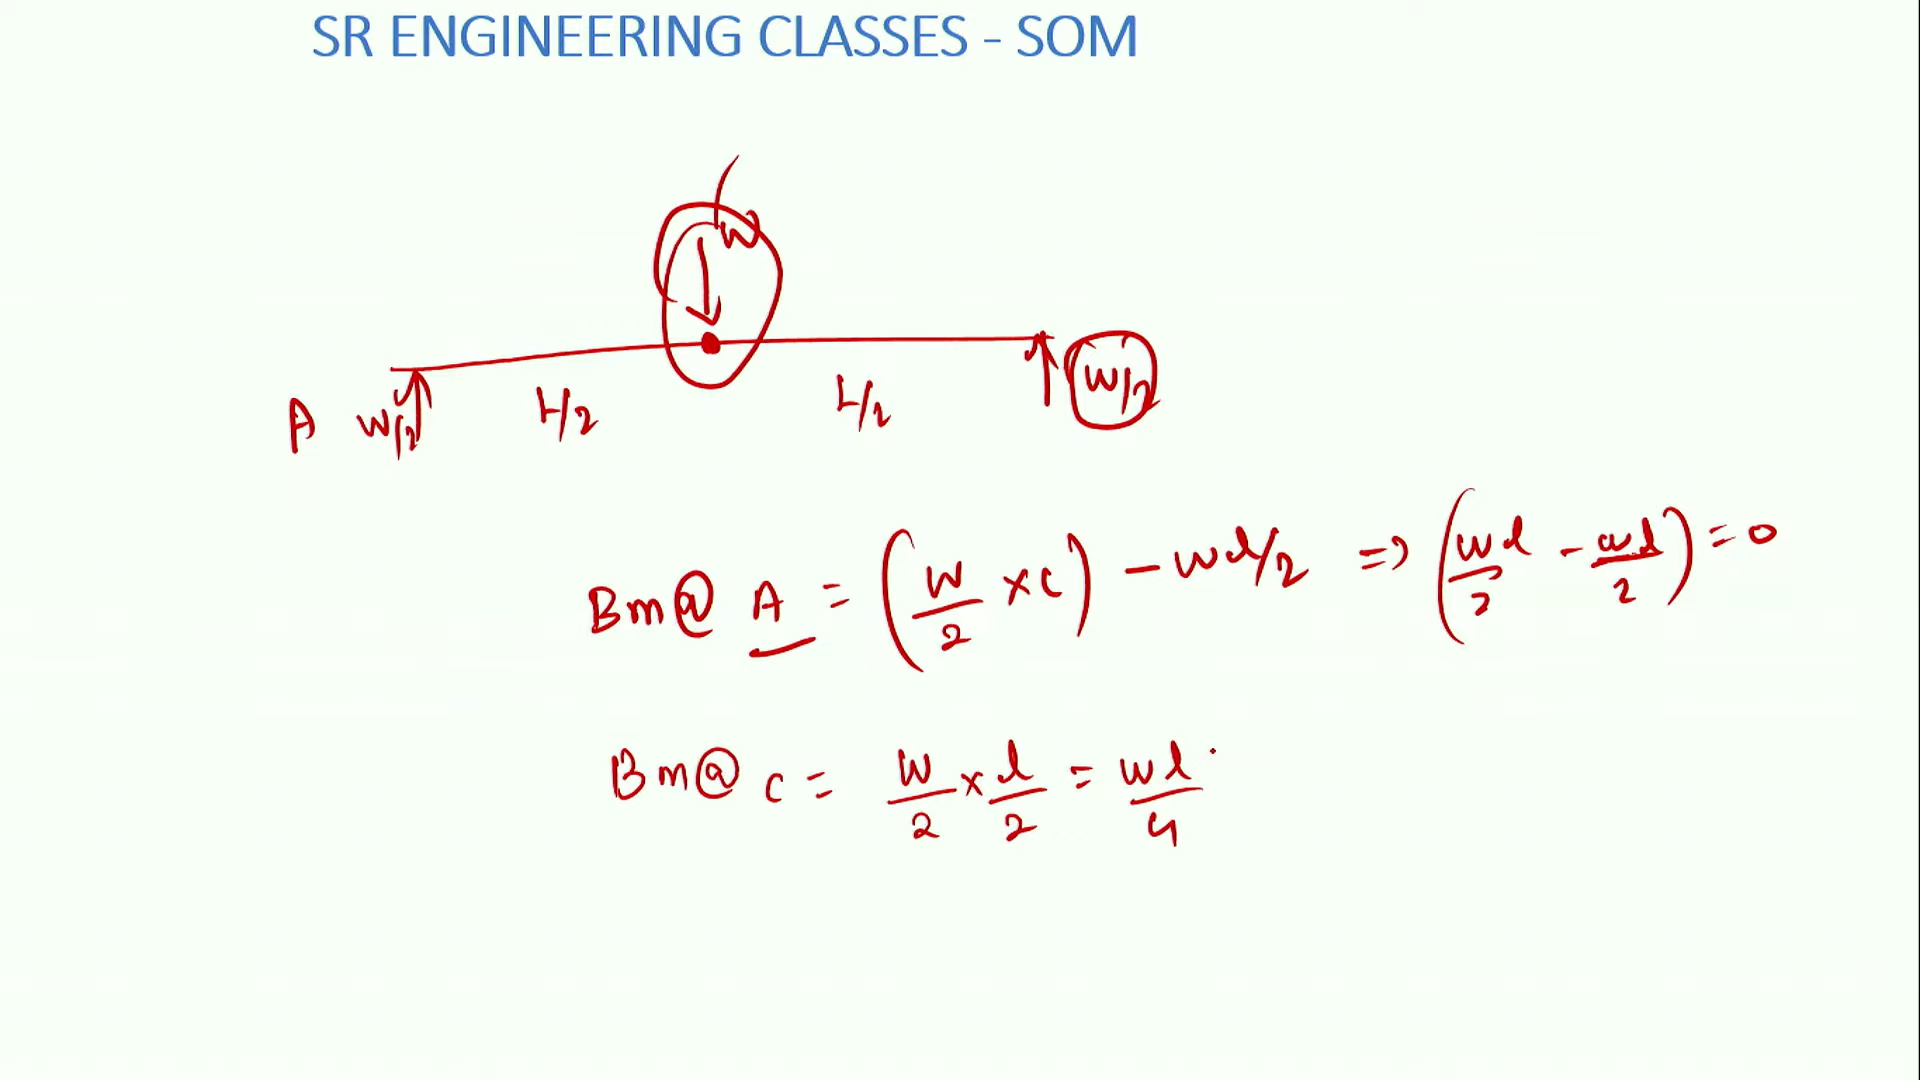 SR ENGINEERING CLASSES - SOM
W
A W/2 L/2 L/2 W/2
Bm@ A = (W/2 × l) - wl/2 => (wl/2 - wl/2) = 0
Bm@ c = W/2 × l/2 = wl/4